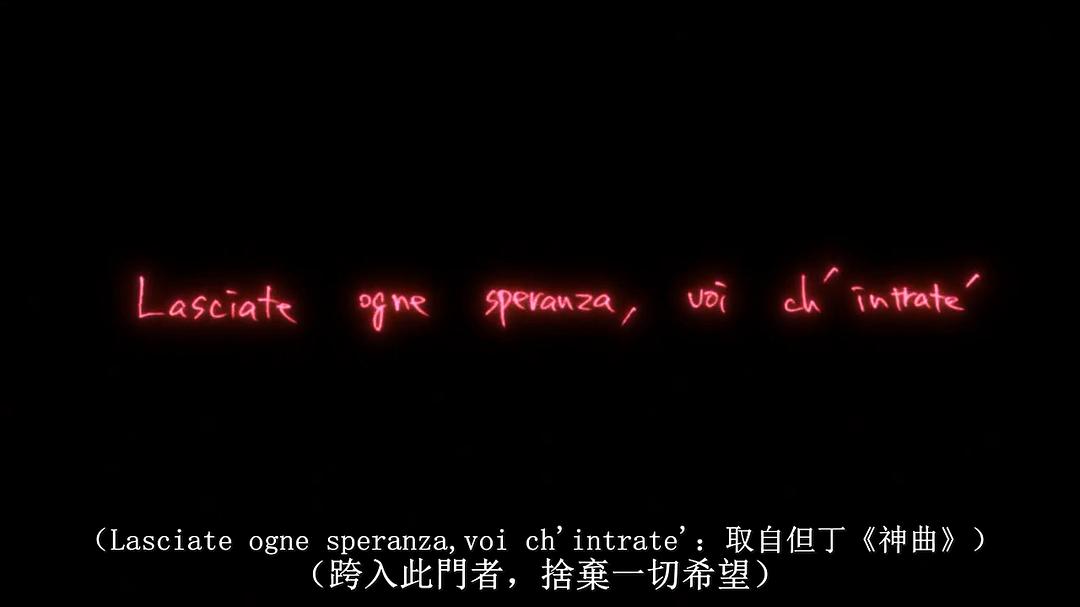 Lasciate ogne speranza, voi ch'intrate'
（Lasciate ogne speranza,voi ch'intrate'：取自但丁《神曲》）
（跨入此門者，捨棄一切希望）